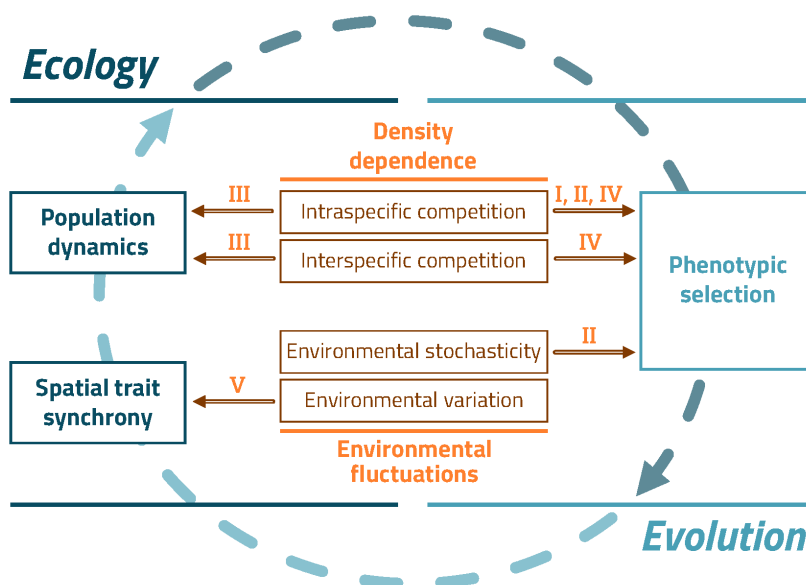 Ecology
Density
dependence
III
I, II, IV
Population
dynamics
Intraspecific competition
III
IV
Interspecific competition
Phenotypic
selection
II
Environmental stochasticity
Spatial trait
synchrony
V
Environmental variation
Environmental
fluctuations
Evolution